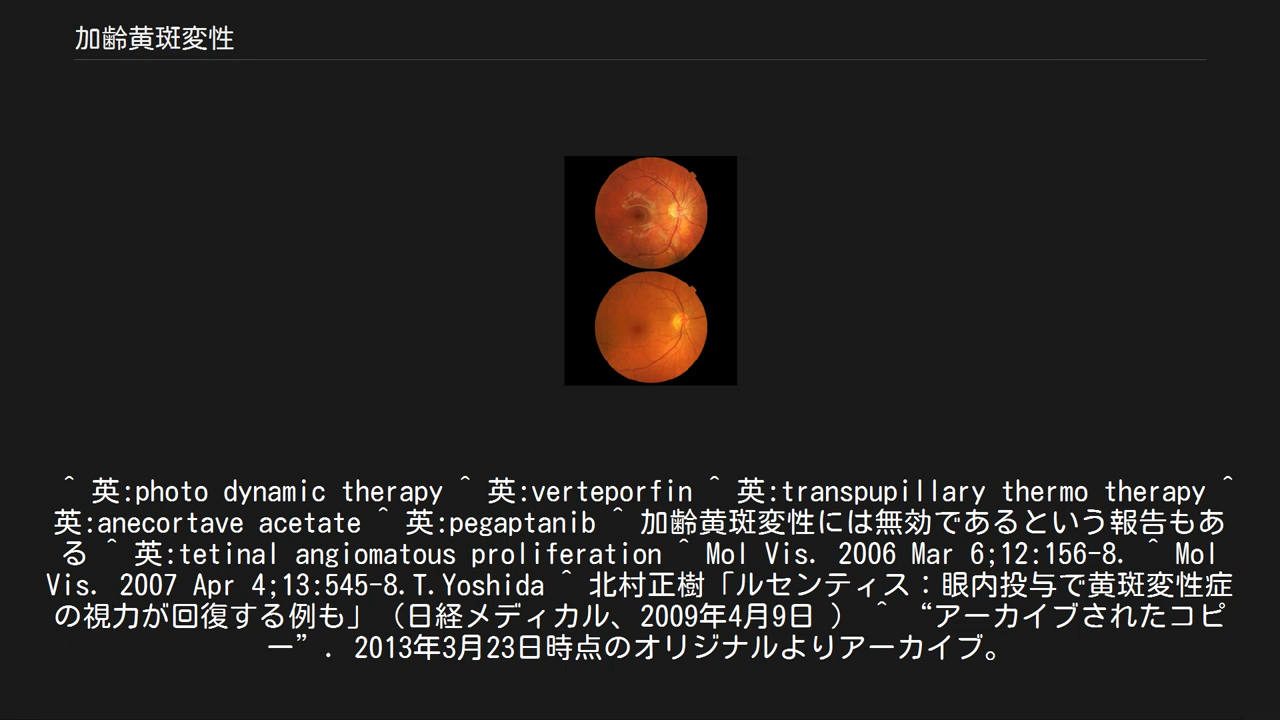 加齢黄斑変性
^ 英:photo dynamic therapy ^ 英:verteporfin ^ 英:transpupillary thermo therapy ^
英:anecortave acetate ^ 英:pegaptanib ^ 加齢黄斑変性には無効であるという報告もあ
る ^ 英:tetinal angiomatous proliferation ^ Mol Vis. 2006 Mar 6;12:156-8. ^ Mol
Vis. 2007 Apr 4;13:545-8.T.Yoshida ^ 北村正樹「ルセンティス：眼内投与で黄斑変性症
の視力が回復する例も」（日経メディカル、2009年4月9日 ） ^ “アーカイブされたコピ
ー”. 2013年3月23日時点のオリジナルよりアーカイブ。